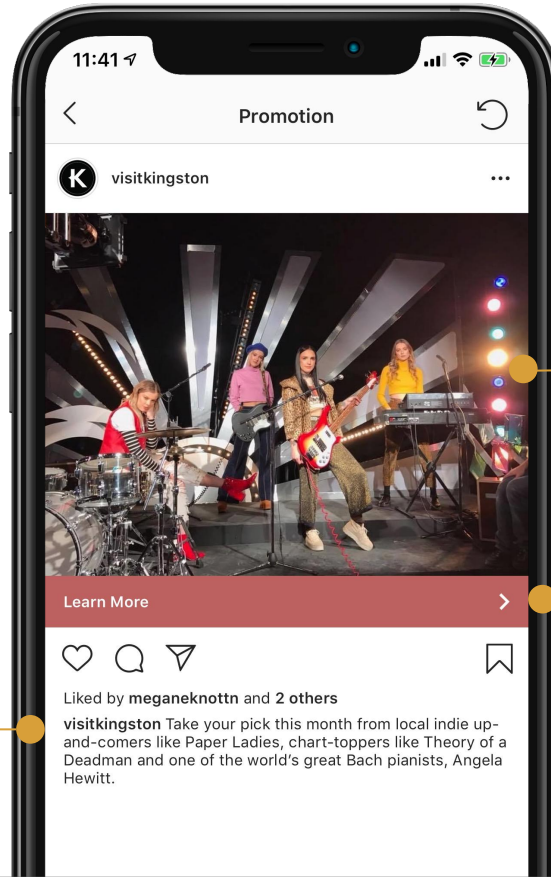 11:41
Promotion
K visitkingston
Learn More
Liked by meganeknottn and 2 others
visitkingston Take your pick this month from local indie up-
and-comers like Paper Ladies, chart-toppers like Theory of a
Deadman and one of the world's great Bach pianists, Angela
Hewitt.